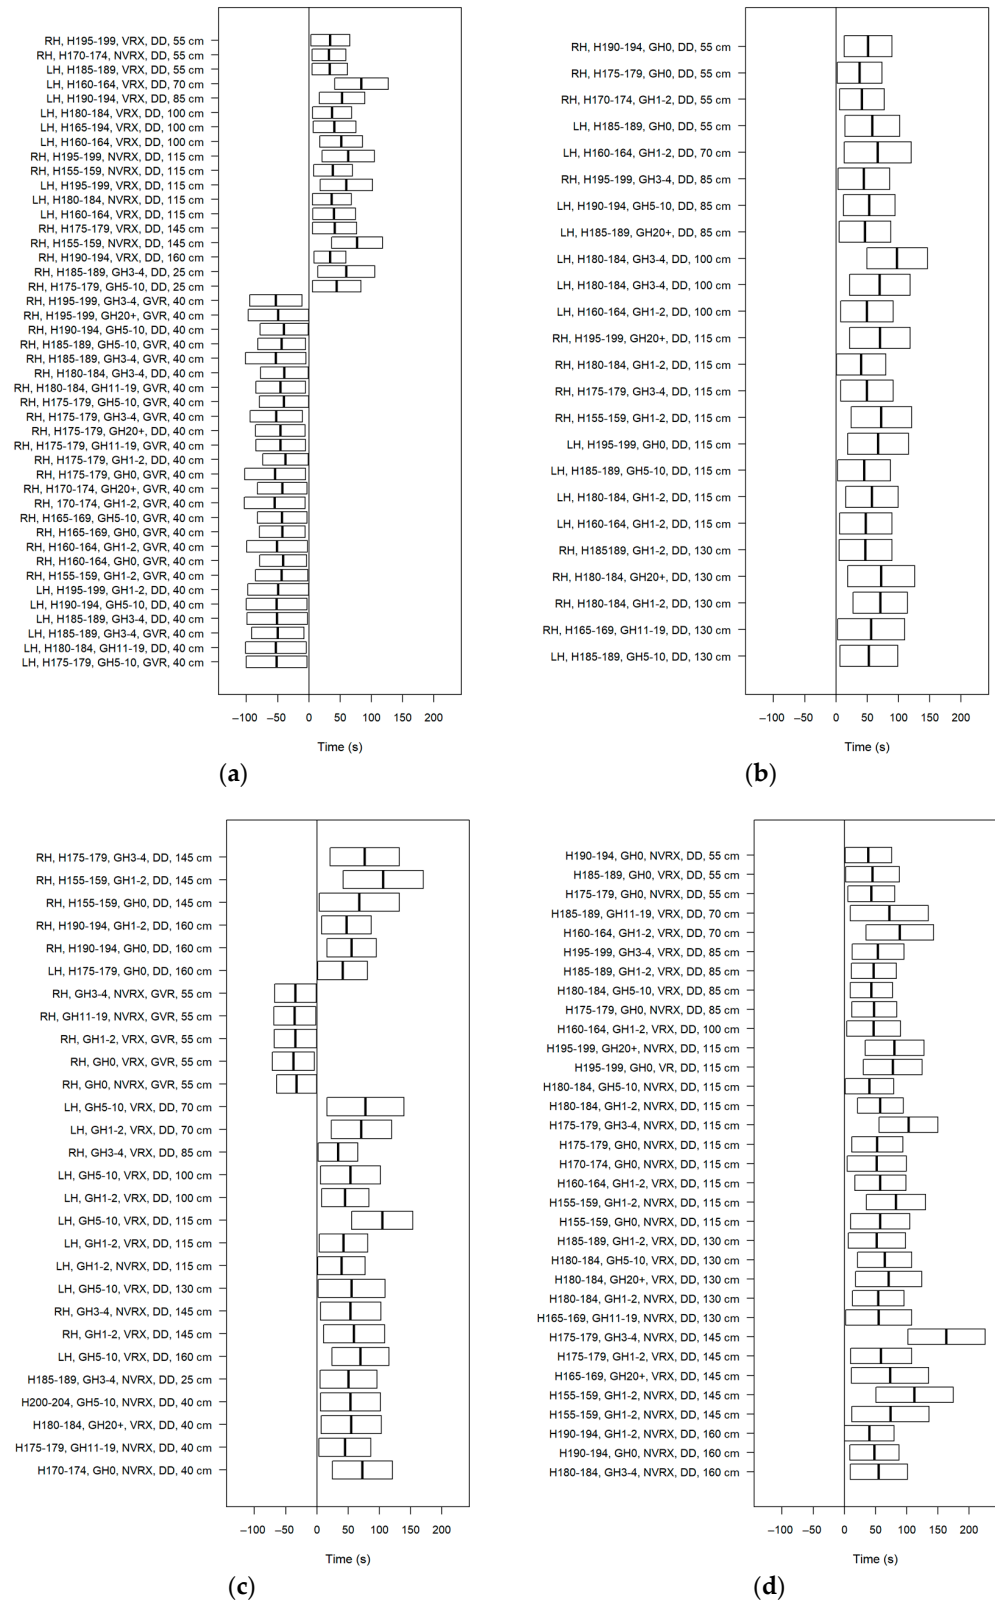 RH, H195-199, VRX, DD, 55 cm
RH, H170-174, NVRX, DD, 55 cm
LH, H185-189, VRX, DD, 55 cm
LH, H160-164, VRX, DD, 70 cm
LH, H190-194, VRX, DD, 85 cm
LH, H180-184, VRX, DD, 100 cm
LH, H165-194, VRX, DD, 100 cm
LH, H160-164, VRX, DD, 100 cm
RH, H195-199, NVRX, DD, 115 cm
RH, H155-159, NVRX, DD, 115 cm
LH, H195-199, VRX, DD, 115 cm
LH, H180-184, NVRX, DD, 115 cm
LH, H160-164, VRX, DD, 115 cm
RH, H175-179, VRX, DD, 145 cm
RH, H155-159, NVRX, DD, 145 cm
RH, H190-194, VRX, DD, 160 cm
RH, H185-189, GH3-4, DD, 25 cm
RH, H175-179, GH5-10, DD, 25 cm
RH, H195-199, GH3-4, GVR, 40 cm
RH, H195-199, GH20+, GVR, 40 cm
RH, H190-194, GH5-10, DD, 40 cm
RH, H185-189, GH5-10, GVR, 40 cm
RH, H185-189, GH3-4, GVR, 40 cm
RH, H180-184, GH3-4, DD, 40 cm
RH, H180-184, GH11-19, GVR, 40 cm
RH, H175-179, GH5-10, GVR, 40 cm
RH, H175-179, GH3-4, GVR, 40 cm
RH, H175-179, GH20+, DD, 40 cm
RH, H175-179, GH11-19, GVR, 40 cm
RH, H175-179, GH1-2, DD, 40 cm
RH, H175-179, GH0, GVR, 40 cm
RH, H170-174, GH20+, GVR, 40 cm
RH, 170-174, GH1-2, GVR, 40 cm
RH, H165-169, GH5-10, GVR, 40 cm
RH, H165-169, GH0, GVR, 40 cm
RH, H160-164, GH1-2, GVR, 40 cm
RH, H160-164, GH0, GVR, 40 cm
RH, H155-159, GH1-2, GVR, 40 cm
LH, H195-199, GH1-2, DD, 40 cm
LH, H190-194, GH5-10, DD, 40 cm
LH, H185-189, GH3-4, DD, 40 cm
LH, H185-189, GH3-4, GVR, 40 cm
LH, H180-184, GH11-19, DD, 40 cm
LH, H175-179, GH5-10, GVR, 40 cm
−100 −50 0 50 100 150 200
Time (s)
(a)
RH, H190-194, GH0, DD, 55 cm
RH, H175-179, GH0, DD, 55 cm
RH, H170-174, GH1-2, DD, 55 cm
LH, H185-189, GH0, DD, 55 cm
LH, H160-164, GH1-2, DD, 70 cm
RH, H195-199, GH3-4, DD, 85 cm
LH, H190-194, GH5-10, DD, 85 cm
LH, H185-189, GH20+, DD, 85 cm
LH, H180-184, GH3-4, DD, 100 cm
LH, H180-184, GH3-4, DD, 100 cm
LH, H160-164, GH1-2, DD, 100 cm
RH, H195-199, GH20+, DD, 115 cm
RH, H180-184, GH1-2, DD, 115 cm
RH, H175-179, GH3-4, DD, 115 cm
RH, H155-159, GH1-2, DD, 115 cm
LH, H195-199, GH0, DD, 115 cm
LH, H185-189, GH5-10, DD, 115 cm
LH, H180-184, GH1-2, DD, 115 cm
LH, H160-164, GH1-2, DD, 115 cm
RH, H185189, GH1-2, DD, 130 cm
RH, H180-184, GH20+, DD, 130 cm
RH, H180-184, GH1-2, DD, 130 cm
RH, H165-169, GH11-19, DD, 130 cm
LH, H185-189, GH5-10, DD, 130 cm
−100 −50 0 50 100 150 200
Time (s)
(b)
RH, H175-179, GH3-4, DD, 145 cm
RH, H155-159, GH1-2, DD, 145 cm
RH, H155-159, GH0, DD, 145 cm
RH, H190-194, GH1-2, DD, 160 cm
RH, H190-194, GH0, DD, 160 cm
LH, H175-179, GH0, DD, 160 cm
RH, GH3-4, NVRX, GVR, 55 cm
RH, GH11-19, NVRX, GVR, 55 cm
RH, GH1-2, VRX, GVR, 55 cm
RH, GH0, VRX, GVR, 55 cm
RH, GH0, NVRX, GVR, 55 cm
LH, GH5-10, VRX, DD, 70 cm
LH, GH1-2, VRX, DD, 70 cm
RH, GH3-4, VRX, DD, 85 cm
LH, GH5-10, VRX, DD, 100 cm
LH, GH1-2, VRX, DD, 100 cm
LH, GH5-10, VRX, DD, 115 cm
LH, GH1-2, VRX, DD, 115 cm
LH, GH1-2, NVRX, DD, 115 cm
LH, GH5-10, VRX, DD, 130 cm
RH, GH3-4, NVRX, DD, 145 cm
RH, GH1-2, VRX, DD, 145 cm
LH, GH5-10, VRX, DD, 160 cm
H185-189, GH3-4, NVRX, DD, 25 cm
H200-204, GH5-10, NVRX, DD, 40 cm
H180-184, GH20+, VRX, DD, 40 cm
H175-179, GH11-19, NVRX, DD, 40 cm
H170-174, GH0, NVRX, DD, 40 cm
−100 −50 0 50 100 150 200
Time (s)
(c)
H190-194, GH0, NVRX, DD, 55 cm
H185-189, GH0, VRX, DD, 55 cm
H175-179, GH0, NVRX, DD, 55 cm
H185-189, GH11-19, VRX, DD, 70 cm
H160-164, GH1-2, VRX, DD, 70 cm
H195-199, GH3-4, VRX, DD, 85 cm
H185-189, GH1-2, VRX, DD, 85 cm
H180-184, GH5-10, VRX, DD, 85 cm
H175-179, GH0, NVRX, DD, 85 cm
H160-164, GH1-2, VRX, DD, 100 cm
H195-199, GH20+, NVRX, DD, 115 cm
H195-199, GH0, VR, DD, 115 cm
H180-184, GH5-10, NVRX, DD, 115 cm
H180-184, GH1-2, NVRX, DD, 115 cm
H175-179, GH3-4, NVRX, DD, 115 cm
H175-179, GH0, NVRX, DD, 115 cm
H170-174, GH0, NVRX, DD, 115 cm
H160-164, GH1-2, VRX, DD, 115 cm
H155-159, GH1-2, NVRX, DD, 115 cm
H155-159, GH0, NVRX, DD, 115 cm
H185-189, GH1-2, VRX, DD, 130 cm
H180-184, GH5-10, VRX, DD, 130 cm
H180-184, GH20+, VRX, DD, 130 cm
H180-184, GH1-2, NVRX, DD, 130 cm
H165-169, GH11-19, NVRX, DD, 130 cm
H175-179, GH3-4, NVRX, DD, 145 cm
H175-179, GH1-2, VRX, DD, 145 cm
H165-169, GH20+, VRX, DD, 145 cm
H155-159, GH1-2, NVRX, DD, 145 cm
H155-159, GH1-2, NVRX, DD, 145 cm
H190-194, GH1-2, NVRX, DD, 160 cm
H190-194, GH0, NVRX, DD, 160 cm
H180-184, GH3-4, NVRX, DD, 160 cm
−100 −50 0 50 100 150 200
Time (s)
(d)